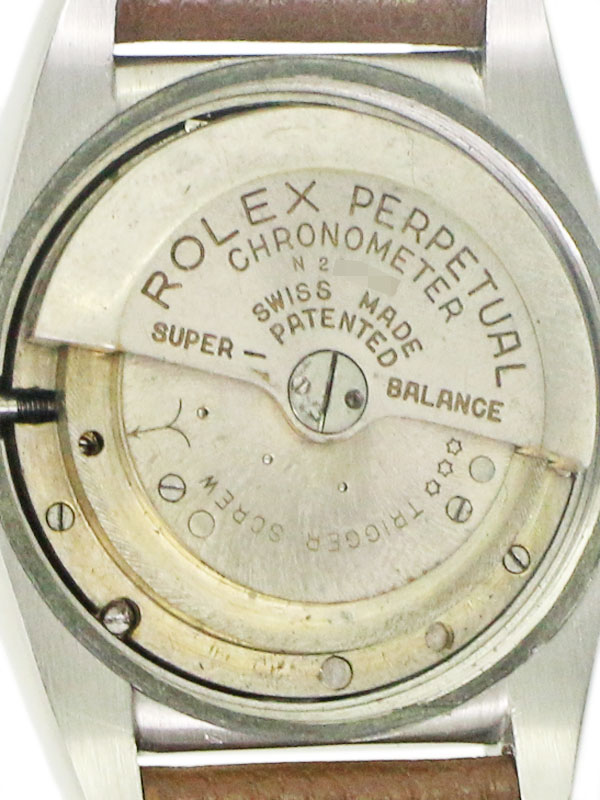 ROLEX PERPETUAL
CHRONOMETER
N 2
SWISS MADE
PATENTED
SUPER - BALANCE
TRIGGER SCREW